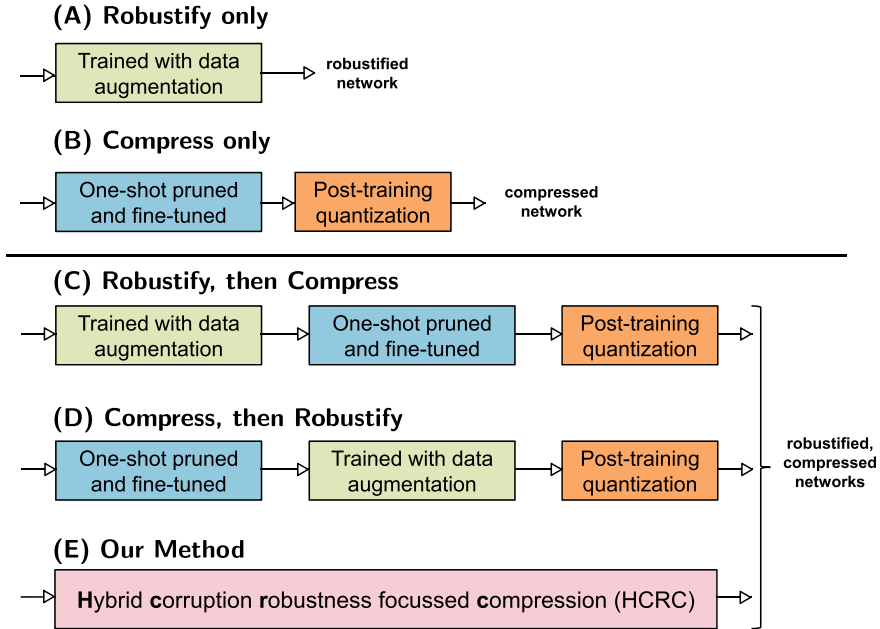 (A) Robustify only
Trained with data
augmentation
robustified
network
(B) Compress only
One-shot pruned
and fine-tuned
Post-training
quantization
compressed
network
(C) Robustify, then Compress
Trained with data
augmentation
One-shot pruned
and fine-tuned
Post-training
quantization
(D) Compress, then Robustify
One-shot pruned
and fine-tuned
Trained with data
augmentation
Post-training
quantization
robustified,
compressed
networks
(E) Our Method
Hybrid corruption robustness focussed compression (HCRC)